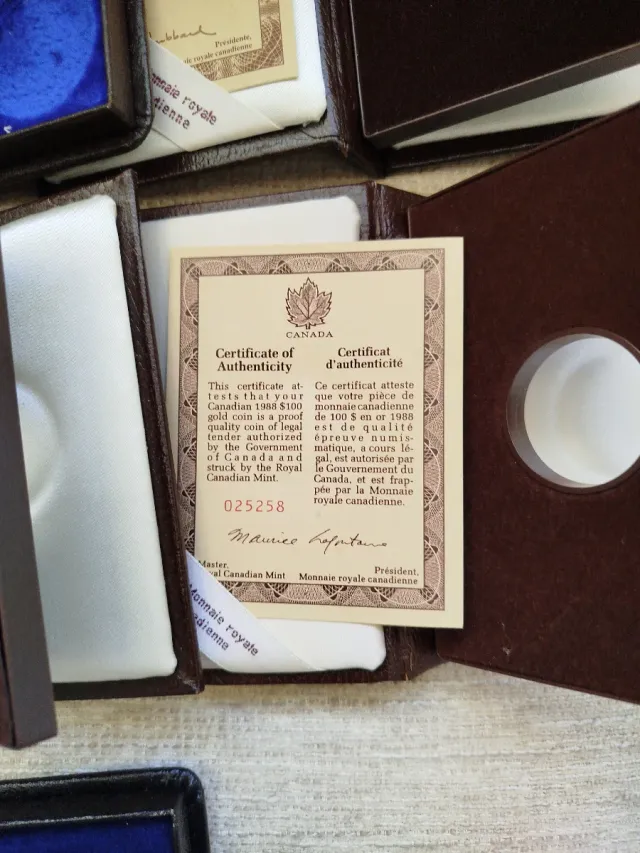 Présidente,
Monnaie royale canadienne
CANADA
Certificate of
Authenticity
This certificate at-
tests that your
Canadian 1988 $100
gold coin is a proof
quality coin of legal
tender authorized
by the Government
of Canada and
struck by the Royal
Canadian Mint.
025258
Certificat
d'authenticité
Ce certificat atteste
que votre pièce de
monnaie canadienne
de 100 $ en or 1988
est de qualité
épreuve numis-
matique, a cours lé-
gal, est autorisée par
le Gouvernement du
Canada, et est frap-
pée par la Monnaie
royale canadienne.
Maurice Lafontaine
Master,
Canadian Mint
Président,
Monnaie royale canadienne
Monnaie royale